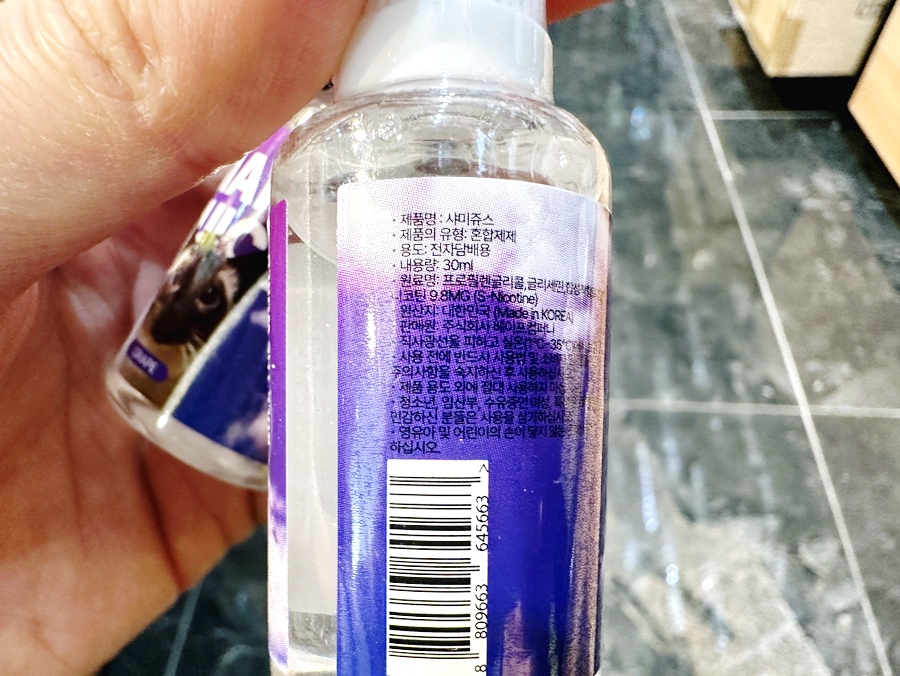 · 제품명 : 샤미쥬스
· 제품의 유형: 혼합제제
· 용도: 전자담배용
· 내용량: 30ml
· 원료명: 프로필렌글리콜,글리세린,합성
니코틴 9.8MG (S-Nicotine)
원산지: 대한민국 (Made in KOREA)
판매원: 주식회사 베이프컴퍼니
직사광선을 피하고 실온(1°C~35°C)
· 사용 전에 반드시 사용법 및
주의사항을 숙지하신 후 사용하십시
· 제품 용도 외에 절대 사용하지
· 청소년, 임산부, 수유중인 여성,
민감하신 분들은 사용을 삼가하십시
· 영유아 및 어린이의 손이 닿지 않는
하십시오.
8 809663 645663 >
GRAPE